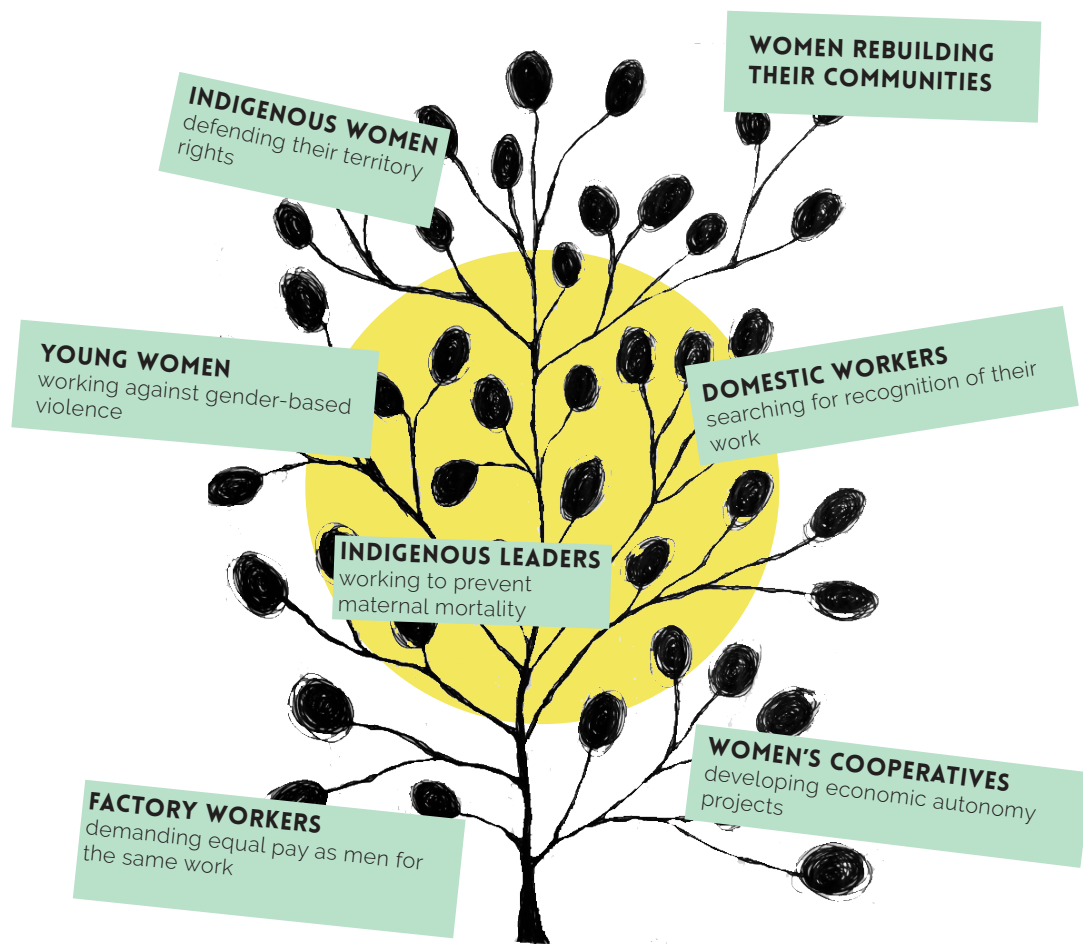 WOMEN REBUILDING
THEIR COMMUNITIES
INDIGENOUS WOMEN
defending their territory
rights
YOUNG WOMEN
working against gender-based
violence
DOMESTIC WORKERS
searching for recognition of their
work
INDIGENOUS LEADERS
working to prevent
maternal mortality
WOMEN'S COOPERATIVES
developing economic autonomy
projects
FACTORY WORKERS
demanding equal pay as men for
the same work